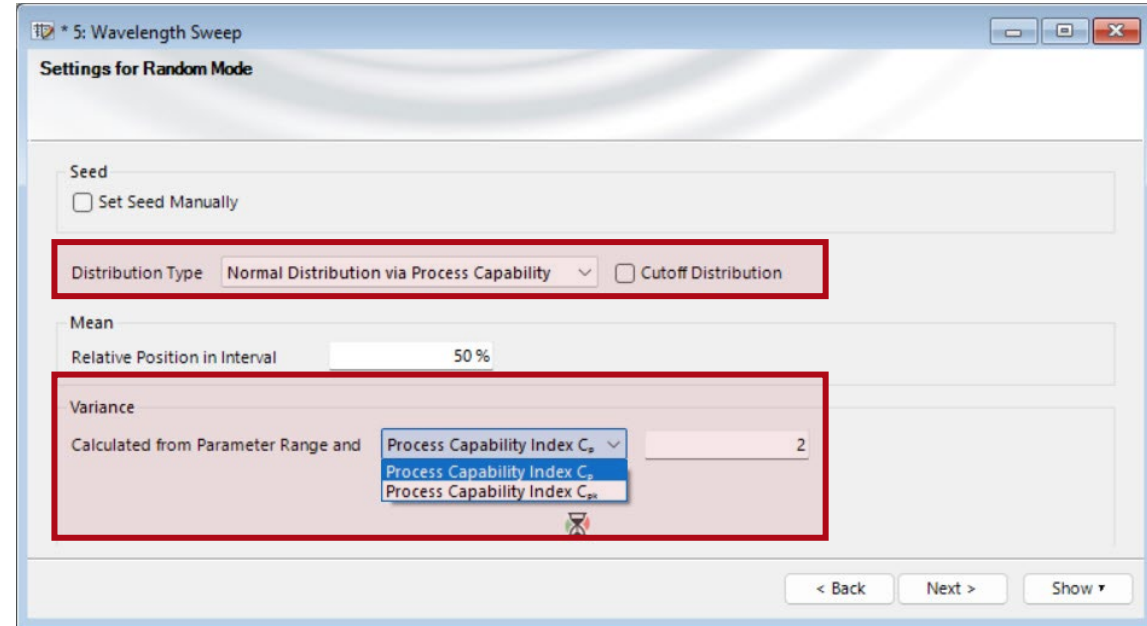 * 5: Wavelength Sweep
Settings for Random Mode
Seed
Set Seed Manually
Distribution Type Normal Distribution via Process Capability Cutoff Distribution
Mean
Relative Position in Interval 50 %
Variance
Calculated from Parameter Range and Process Capability Index Cₚ 2
Process Capability Index Cₚ
Process Capability Index Cₚₖ
< Back Next > Show ▾